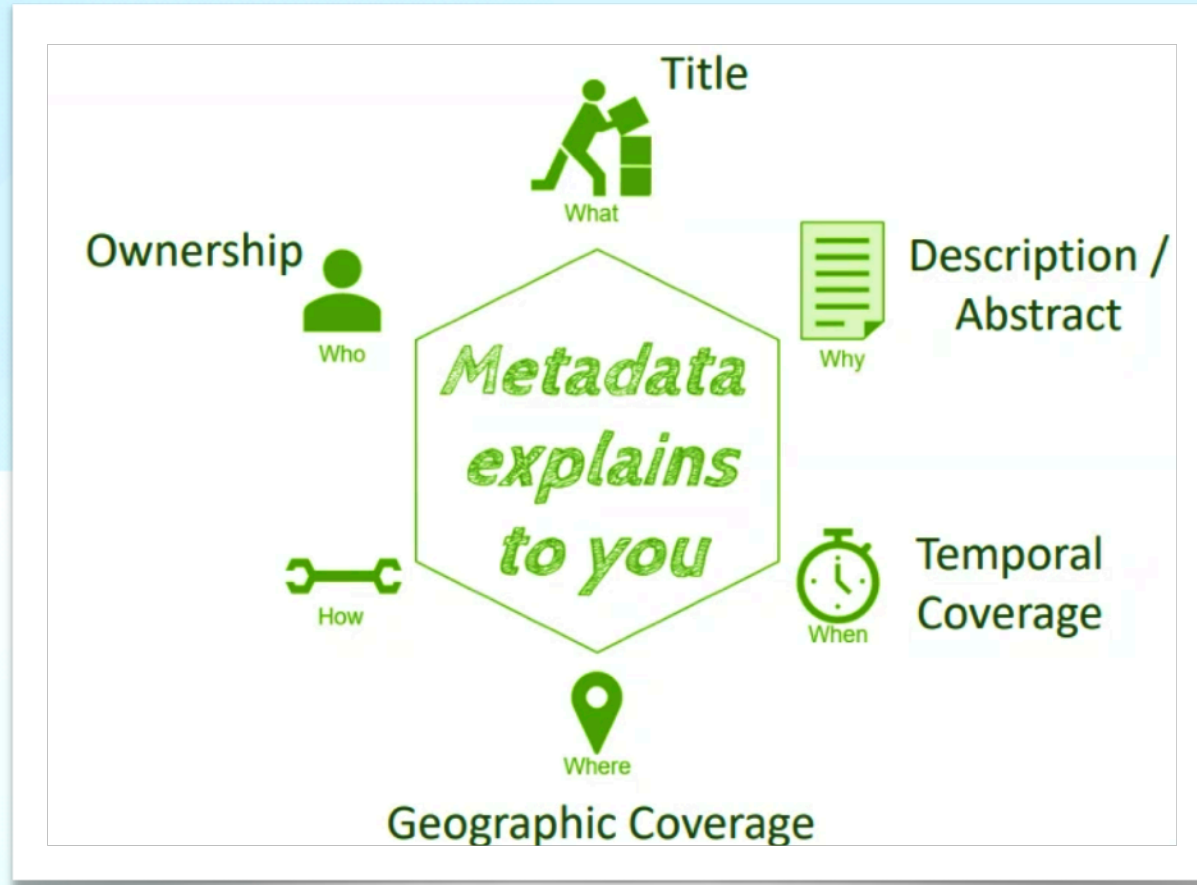 Title
What
Ownership
Who
Description /
Abstract
Why
Metadata
explains
to you
How
Temporal
Coverage
When
Where
Geographic Coverage